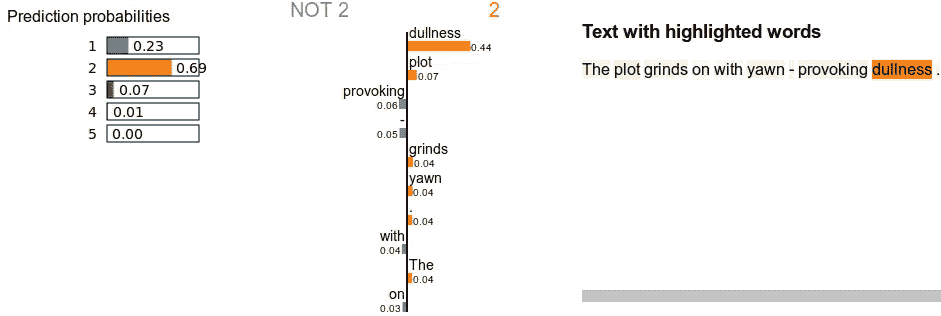 Prediction probabilities
1 0.23
2 0.69
3 0.07
4 0.01
5 0.00
NOT 2 2
dullness
0.44
plot
0.07
provoking
0.06
-
0.05
grinds
0.04
yawn
0.04
.
0.04
with
0.04
The
0.04
on
0.03
Text with highlighted words
The plot grinds on with yawn - provoking dullness .